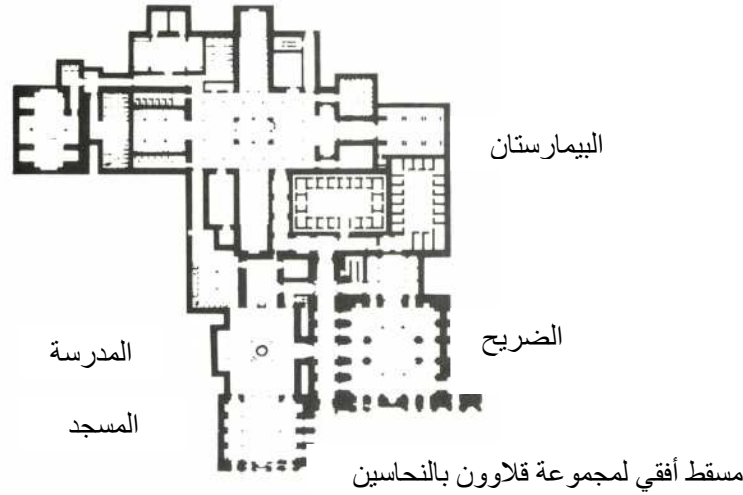 البيمارستان
الضريح
المدرسة
المسجد
مسقط أفقي لمجموعة قلاوون بالنحاسين